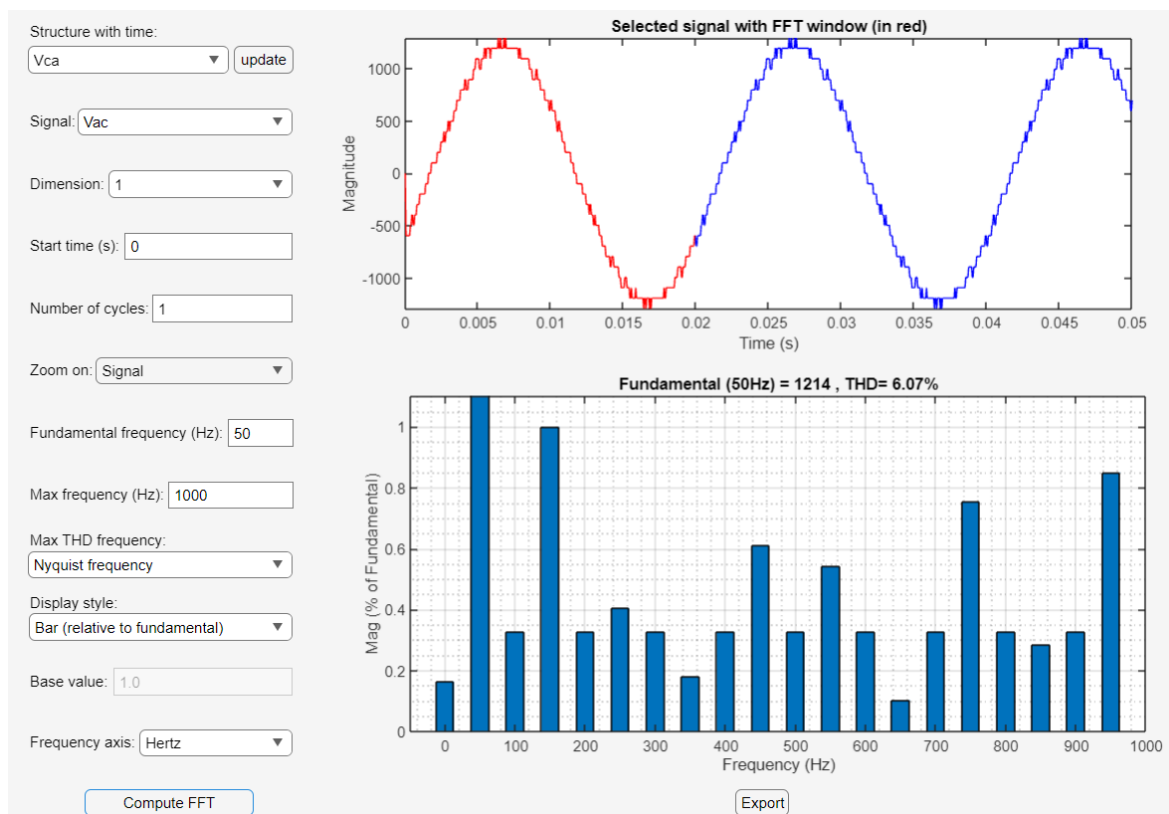 Structure with time:
Vca
update
Signal: Vac
Dimension: 1
Start time (s): 0
Number of cycles: 1
Zoom on: Signal
Fundamental frequency (Hz): 50
Max frequency (Hz): 1000
Max THD frequency:
Nyquist frequency
Display style:
Bar (relative to fundamental)
Base value: 1.0
Frequency axis: Hertz
Compute FFT
Selected signal with FFT window (in red)
Magnitude
1000
500
0
-500
-1000
0 0.005 0.01 0.015 0.02 0.025 0.03 0.035 0.04 0.045 0.05
Time (s)
Fundamental (50Hz) = 1214 , THD= 6.07%
Mag (% of Fundamental)
1
0.8
0.6
0.4
0.2
0
0 100 200 300 400 500 600 700 800 900 1000
Frequency (Hz)
Export